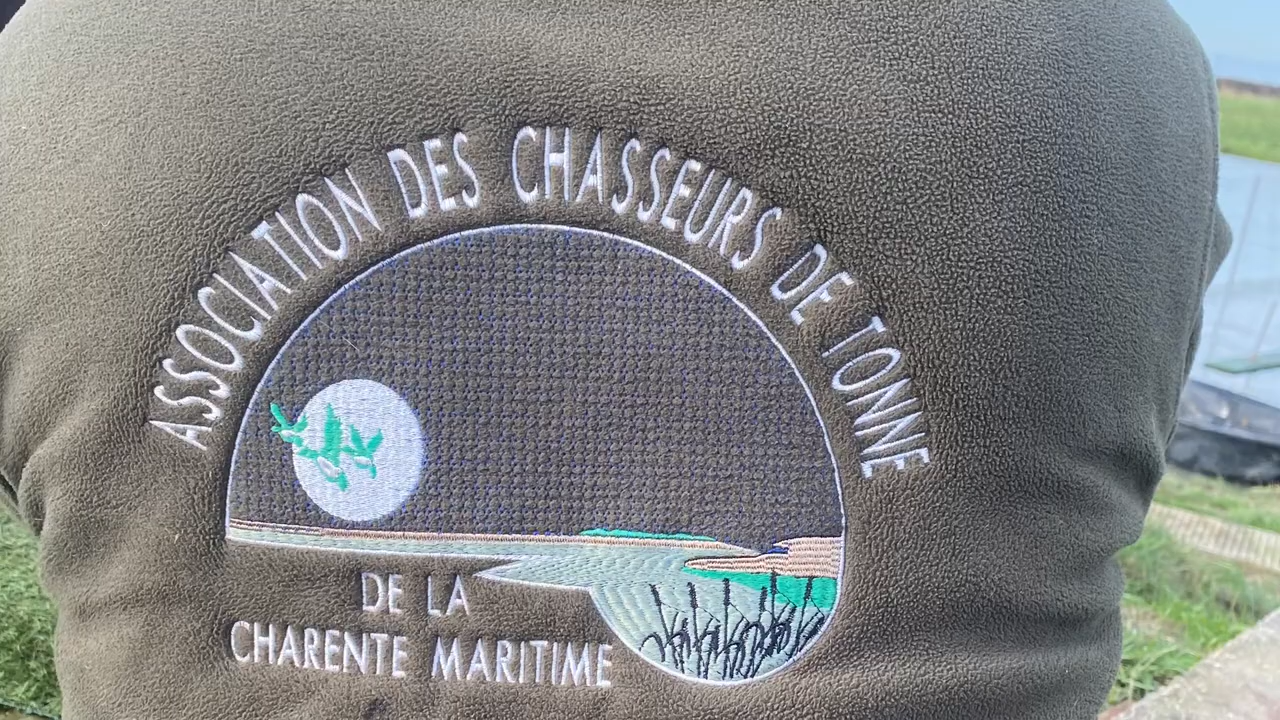 ASSOCIATION DES CHASSEURS DE TONNE
DE LA
CHARENTE MARITIME